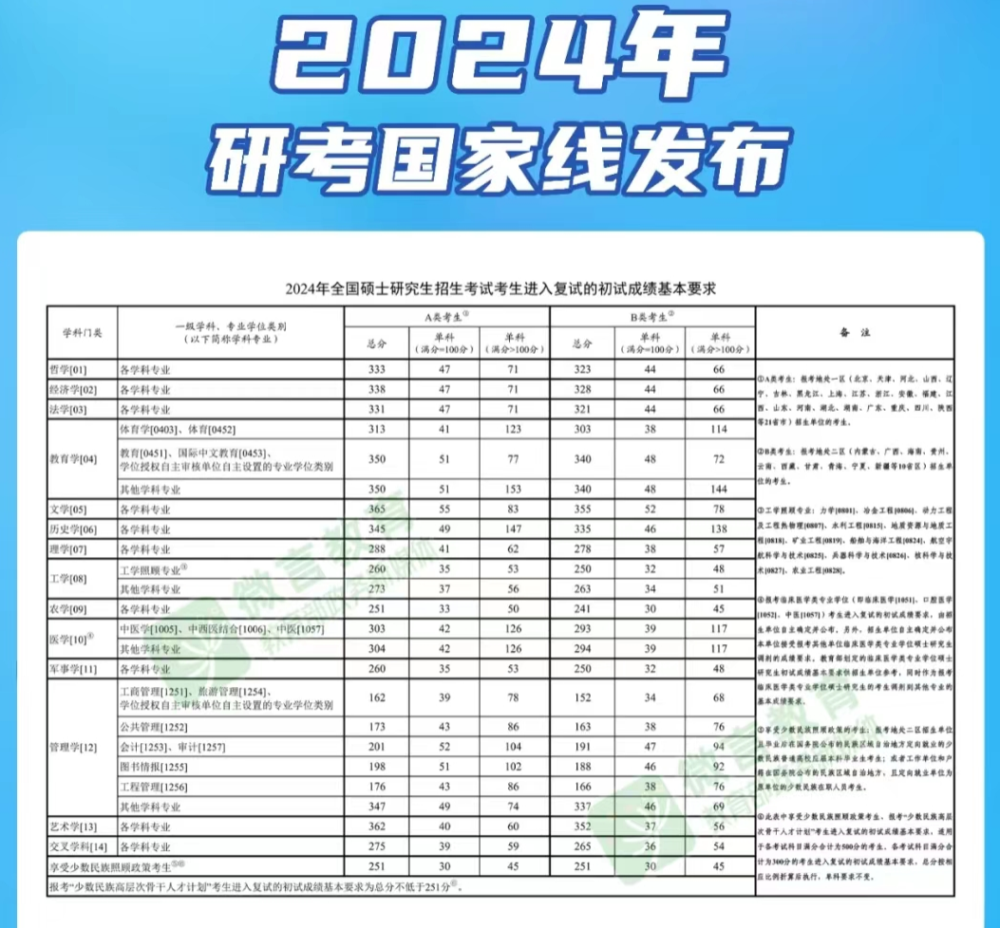 2024年
研考国家线发布
2024年全国硕士研究生招生考试考生进入复试的初试成绩基本要求
学科门类 一级学科、专业学位类别 A类考生① B类考生② 备 注
（以下简称学科专业） 总分 单科 单科 总分 单科 单科
（满分=100分） （满分>100分） （满分=100分） （满分>100分）
哲学[01] 各学科专业 333 47 71 323 44 66
经济学[02] 各学科专业 338 47 71 328 44 66
法学[03] 各学科专业 331 47 71 321 44 66
教育学[04] 体育学[0403]、体育[0452] 313 41 123 303 38 114
教育[0451]、国际中文教育[0453]、
学位授权自主审核单位自主设置的专业学位类别 350 51 77 340 48 72
其他学科专业 350 51 153 340 48 144
文学[05] 各学科专业 365 55 83 355 52 78
历史学[06] 各学科专业 345 49 147 335 46 138
理学[07] 各学科专业 288 41 62 278 38 57
工学[08] 工学照顾专业③ 260 35 53 250 32 48
其他学科专业 273 37 56 263 34 51
农学[09] 各学科专业 251 33 50 241 30 45
医学[10]④ 中医学[1005]、中西医结合[1006]、中医[1057] 303 42 126 293 39 117
其他学科专业 304 42 126 294 39 117
军事学[11] 各学科专业 260 35 53 250 32 48
管理学[12] 工商管理[1251]、旅游管理[1254]、
学位授权自主审核单位自主设置的专业学位类别 162 39 78 152 34 68
公共管理[1252] 173 43 86 163 38 76
会计[1253]、审计[1257] 201 52 104 191 47 94
图书情报[1255] 198 51 102 188 46 92
工程管理[1256] 176 43 86 166 38 76
其他学科专业 347 49 74 337 46 69
艺术学[13] 各学科专业 362 40 60 352 37 56
交叉学科[14] 各学科专业 275 39 59 265 36 54
享受少数民族照顾政策考生⑤⑥ 251 30 45 251 30 45
报考“少数民族高层次骨干人才计划”考生进入复试的初试成绩基本要求为总分不低于251分⑥。
①A类考生：报考地处一区（北京、天津、河北、山西、辽
宁、吉林、黑龙江、上海、江苏、浙江、安徽、福建、江
西、山东、河南、湖北、湖南、广东、重庆、四川、陕西
等21省市）招生单位的考生。
②B类考生：报考地处二区（内蒙古、广西、海南、贵州、
云南、西藏、甘肃、青海、宁夏、新疆等10省区）招生单
位的考生。
③工学照顾专业：力学[0801]、冶金工程[0806]、动力工程
及工程热物理[0807]、水利工程[0815]、地质资源与地质工
程[0818]、矿业工程[0819]、船舶与海洋工程[0824]、航空宇
航科学与技术[0825]、兵器科学与技术[0826]、核科学与技
术[0827]、农业工程[0828]。
④报考临床医学类专业学位（即临床医学[1051]、口腔医学
[1052]、中医[1057]）考生进入复试的初试成绩要求，由招
生单位自主确定并公布。另外，招生单位自主确定并公布
本单位接受报考其他单位临床医学类专业学位硕士研究生
调剂的成绩要求。教育部划定的临床医学类专业学位硕士
研究生初试成绩基本要求供招生单位参考，同时作为报考
临床医学类专业学位硕士研究生的考生调剂到其他专业的
基本成绩要求。
⑤享受少数民族照顾政策的考生：报考地处二区招生单位
且毕业后在国务院公布的民族区域自治地方定向就业的少
数民族普通高校应届本科毕业生考生；或者工作单位和户
籍在国务院公布的民族区域自治地方，且定向就业单位为
原单位的少数民族在职人员考生。
⑥此表中享受少数民族照顾政策考生、报考“少数民族高层
次骨干人才计划”考生进入复试的初试成绩基本要求，适用
于各考试科目满分合计为500分的考生。各考试科目满分合
计为300分的考生进入复试的初试成绩基本要求，总分按相
应比例折算后执行，单科要求不变。
微言教育
教育部政务新媒体
微言教育
教育部政务新媒体